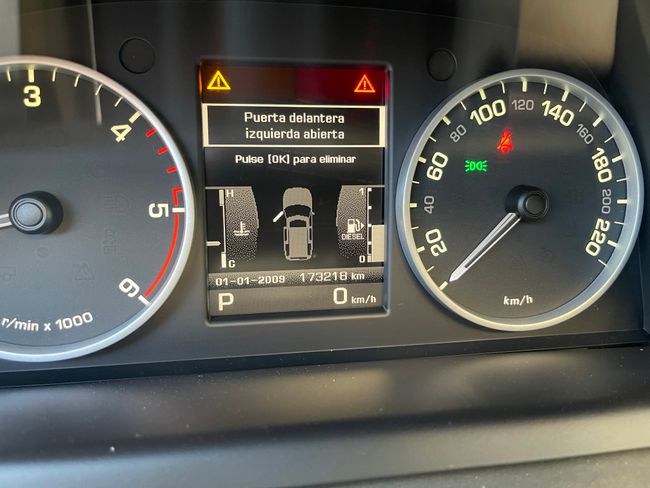 Puerta delantera
izquierda abierta
Pulse [OK] para eliminar
H 1
DIESEL
C 0
01-01-2009 173218 km
P 0 km/h
3
4
5
6
r/min x 1000
20
40
60
80
100
120
140
160
180
200
220
km/h